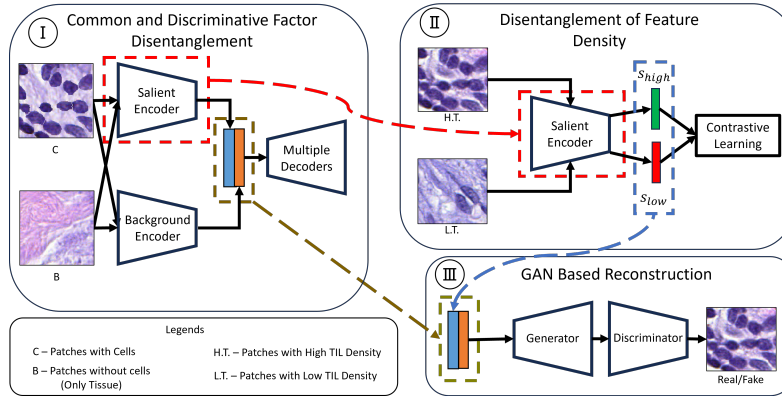 I
Common and Discriminative Factor
Disentanglement
C
Salient
Encoder
Multiple
Decoders
Background
Encoder
B
II
Disentanglement of Feature
Density
H.T.
Salient
Encoder
L.T.
s_high
s_low
Contrastive
Learning
III
GAN Based Reconstruction
Generator
Discriminator
Real/Fake
Legends
C – Patches with Cells
B – Patches without cells
(Only Tissue)
H.T. – Patches with High TIL Density
L.T. – Patches with Low TIL Density